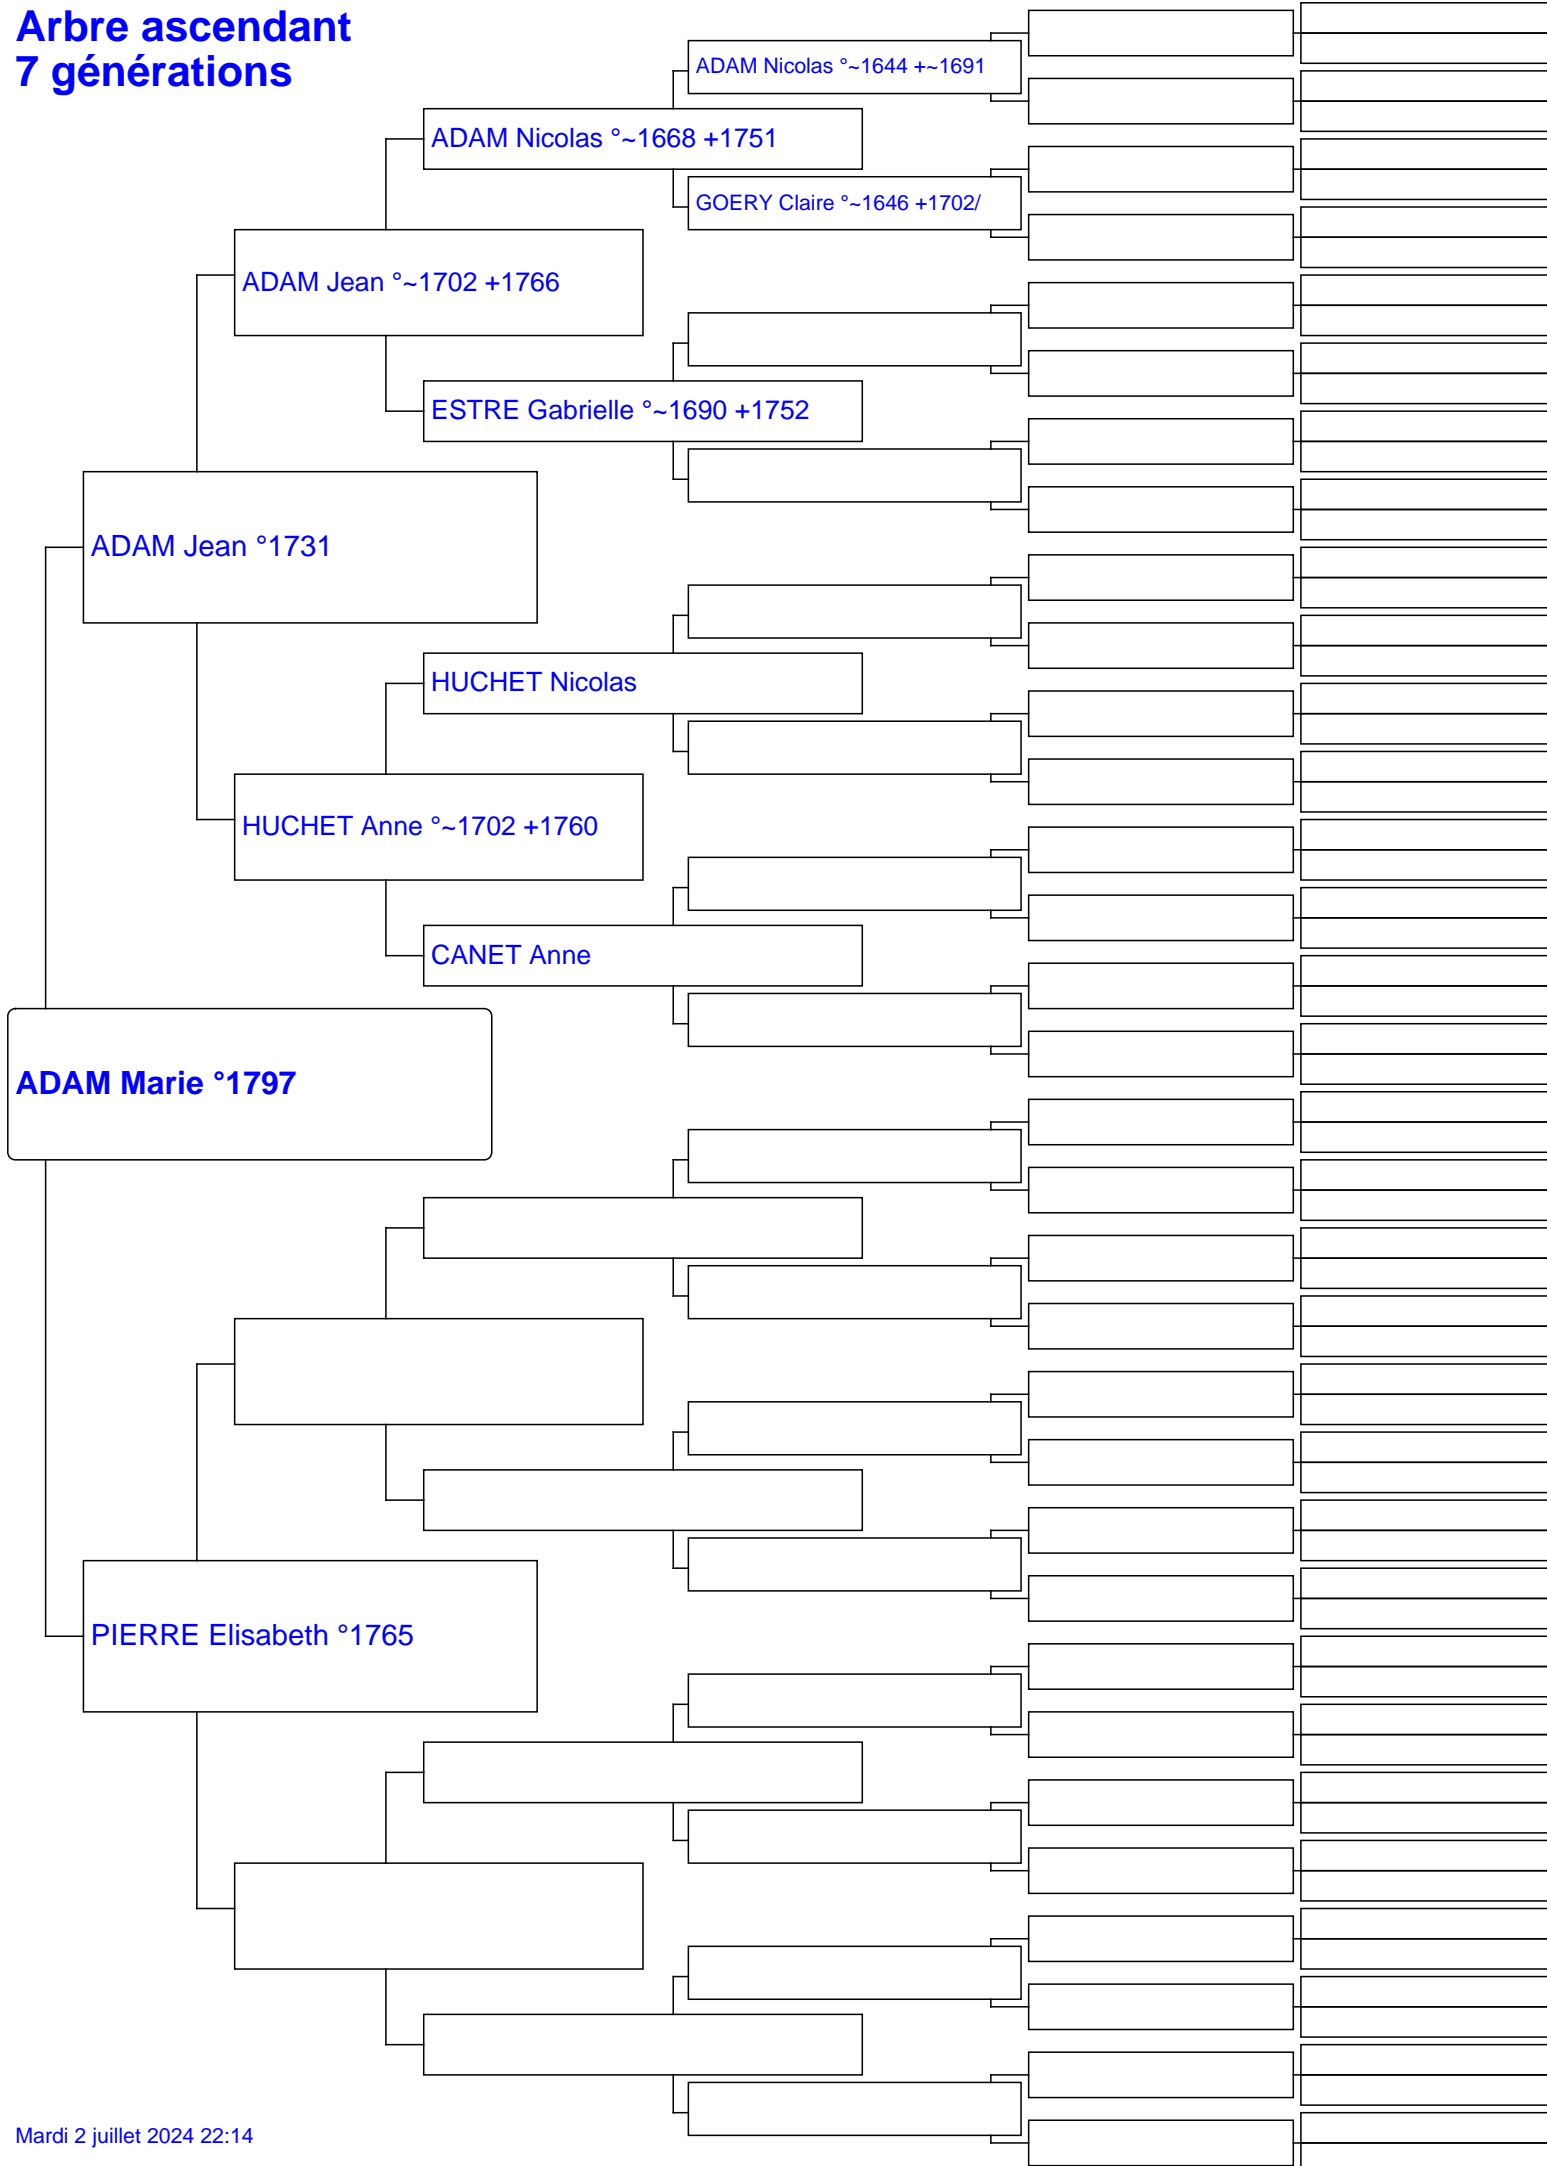 Arbre ascendant
7 générations
ADAM Nicolas °~1644 +~1691
ADAM Nicolas °~1668 +1751
GOERY Claire °~1646 +1702/
ADAM Jean °~1702 +1766
ESTRE Gabrielle °~1690 +1752
ADAM Jean °1731
HUCHET Nicolas
HUCHET Anne °~1702 +1760
CANET Anne
ADAM Marie °1797
PIERRE Elisabeth °1765
Mardi 2 juillet 2024 22:14